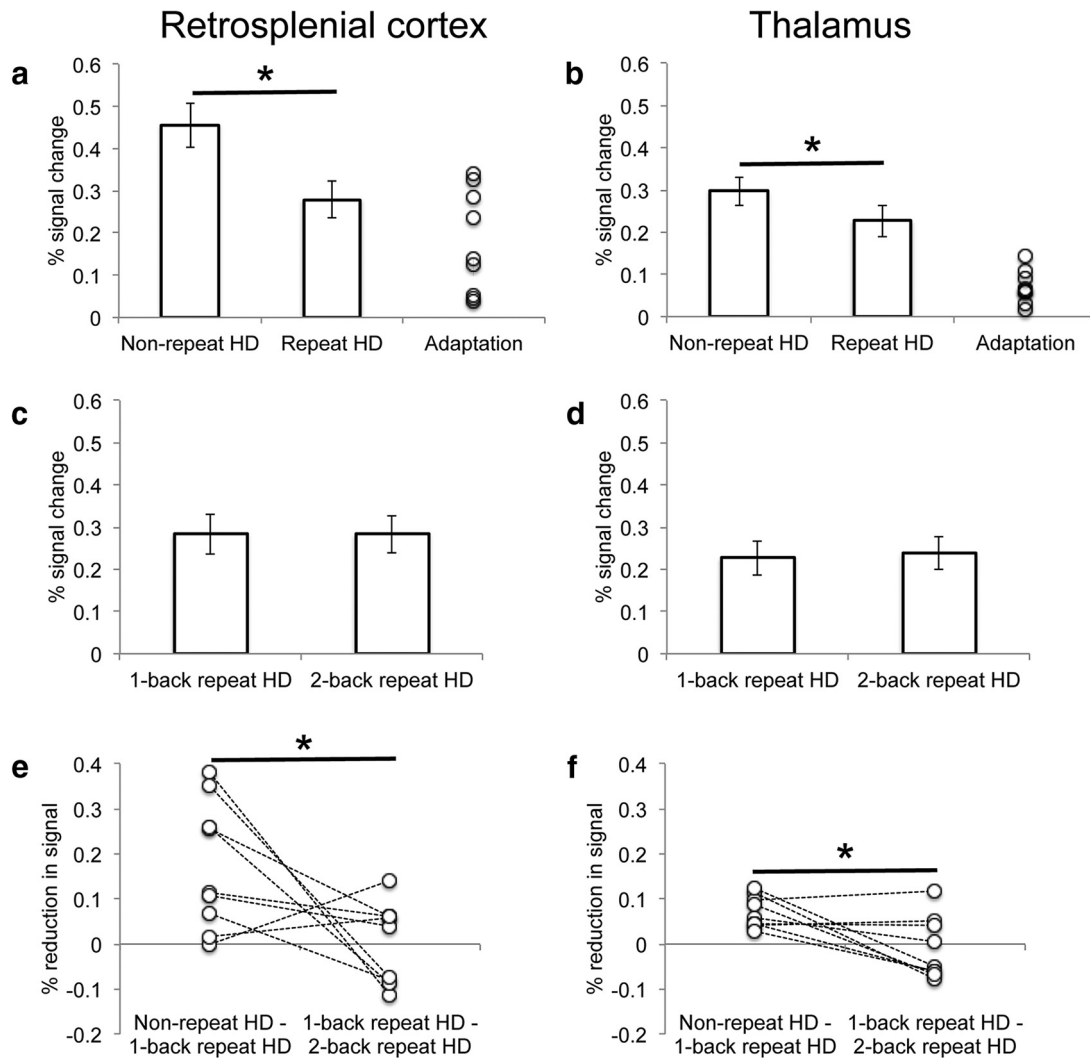 Retrosplenial cortex
Thalamus
a
% signal change
0.6
0.5
0.4
0.3
0.2
0.1
0
*
Non-repeat HD
Repeat HD
Adaptation
b
% signal change
0.6
0.5
0.4
0.3
0.2
0.1
0
*
Non-repeat HD
Repeat HD
Adaptation
c
% signal change
0.6
0.5
0.4
0.3
0.2
0.1
0
1-back repeat HD
2-back repeat HD
d
% signal change
0.6
0.5
0.4
0.3
0.2
0.1
0
1-back repeat HD
2-back repeat HD
e
% reduction in signal
0.4
0.3
0.2
0.1
0
-0.1
-0.2
*
Non-repeat HD -
1-back repeat HD
1-back repeat HD -
2-back repeat HD
f
% reduction in signal
0.4
0.3
0.2
0.1
0
-0.1
-0.2
*
Non-repeat HD -
1-back repeat HD
1-back repeat HD -
2-back repeat HD